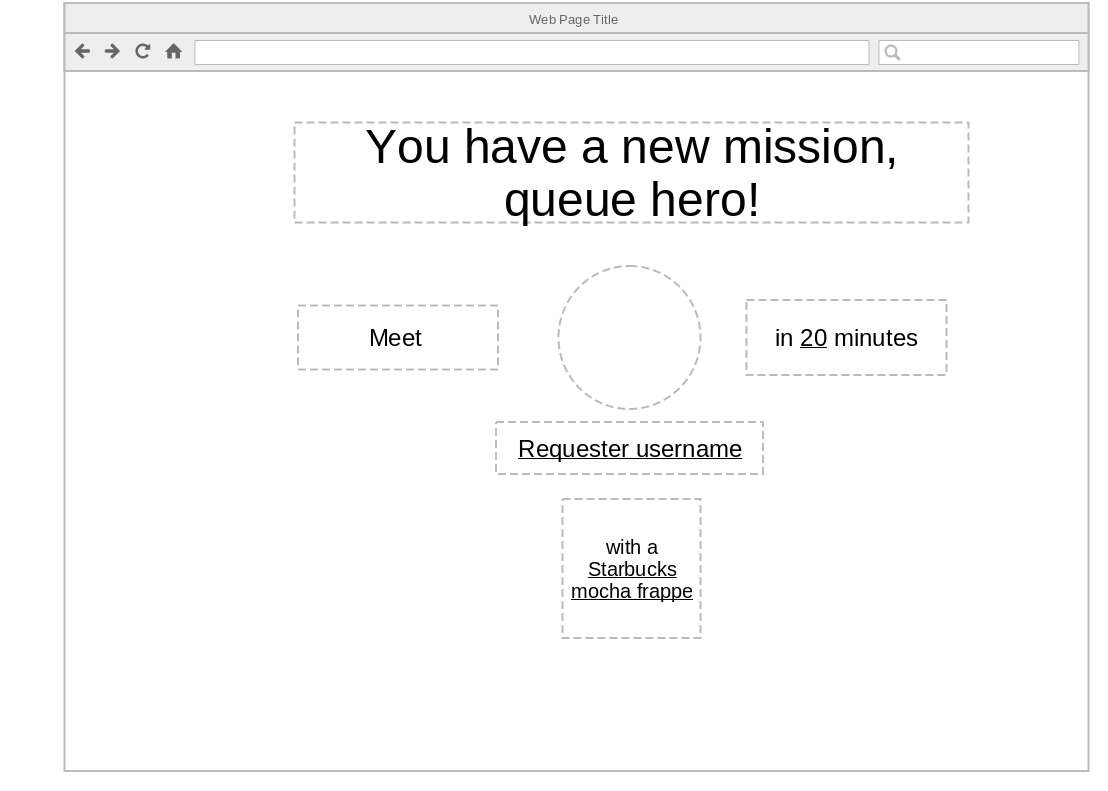 Web Page Title
You have a new mission,
queue hero!
Meet
in 20 minutes
Requester username
with a
Starbucks
mocha frappe